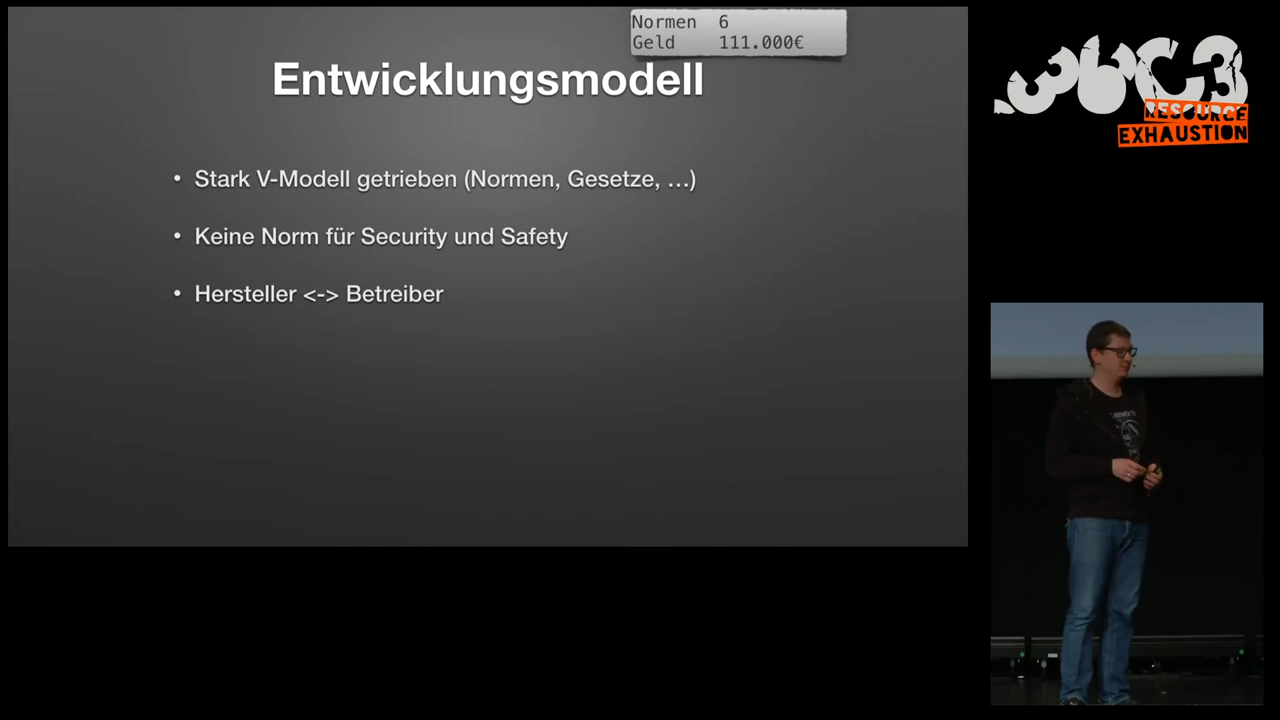 Normen 6
Geld 111.000€
Entwicklungsmodell
• Stark V-Modell getrieben (Normen, Gesetze, ...)
• Keine Norm für Security und Safety
• Hersteller <-> Betreiber
36C3
RESOURCE
EXHAUSTION